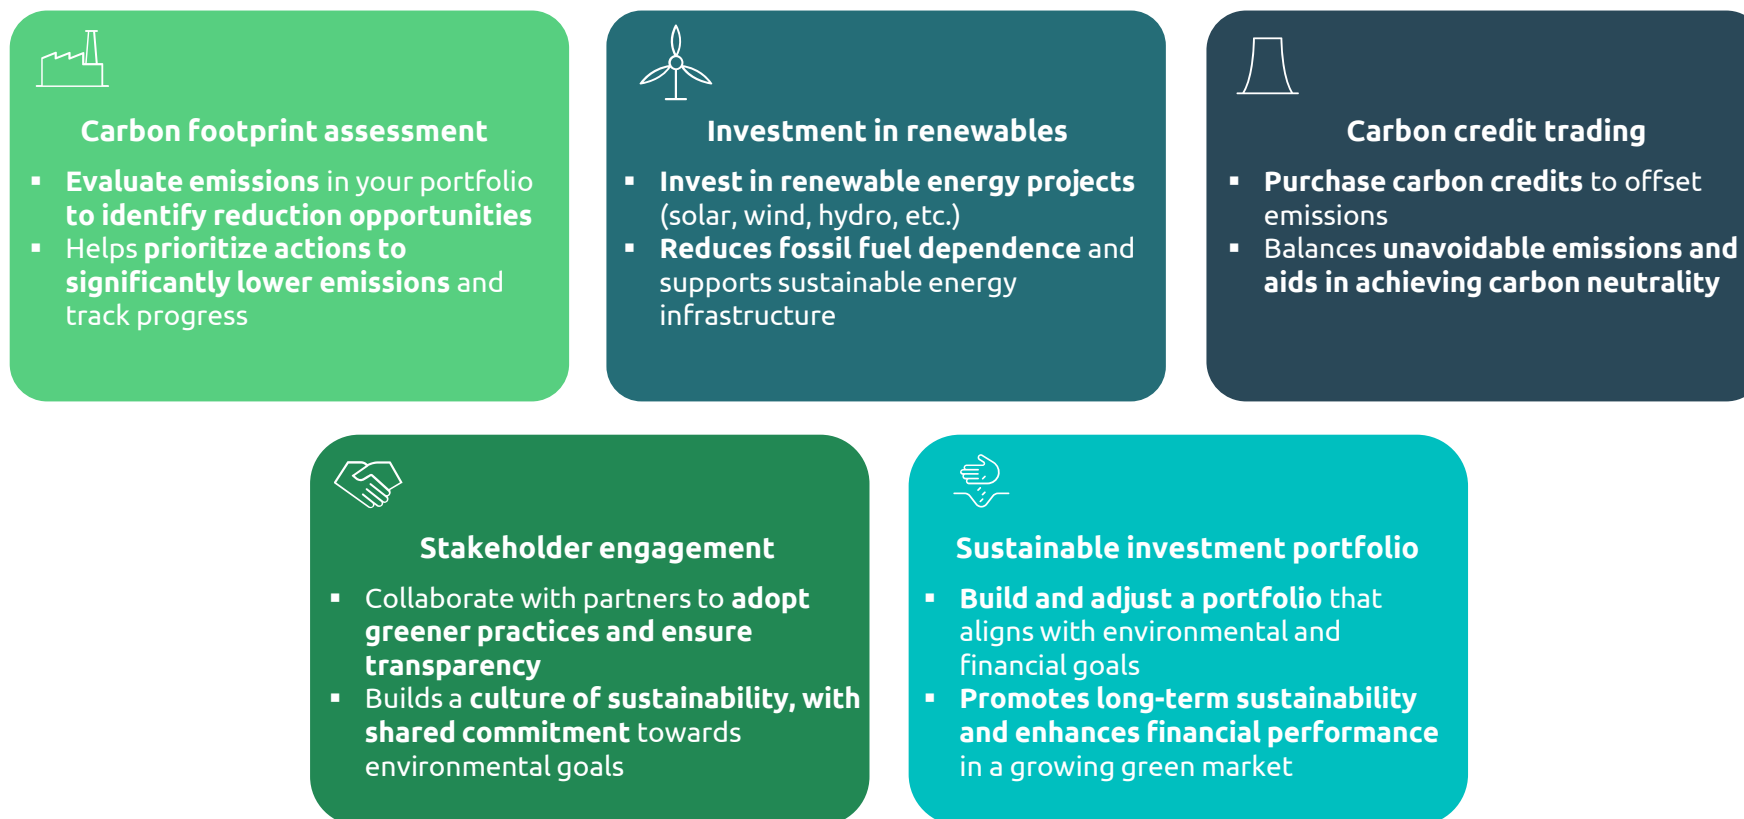 Carbon footprint assessment
▪ Evaluate emissions in your portfolio
to identify reduction opportunities
▪ Helps prioritize actions to
significantly lower emissions and
track progress
Investment in renewables
▪ Invest in renewable energy projects
(solar, wind, hydro, etc.)
▪ Reduces fossil fuel dependence and
supports sustainable energy
infrastructure
Carbon credit trading
▪ Purchase carbon credits to offset
emissions
▪ Balances unavoidable emissions and
aids in achieving carbon neutrality
Stakeholder engagement
▪ Collaborate with partners to adopt
greener practices and ensure
transparency
▪ Builds a culture of sustainability, with
shared commitment towards
environmental goals
Sustainable investment portfolio
▪ Build and adjust a portfolio that
aligns with environmental and
financial goals
▪ Promotes long-term sustainability
and enhances financial performance
in a growing green market